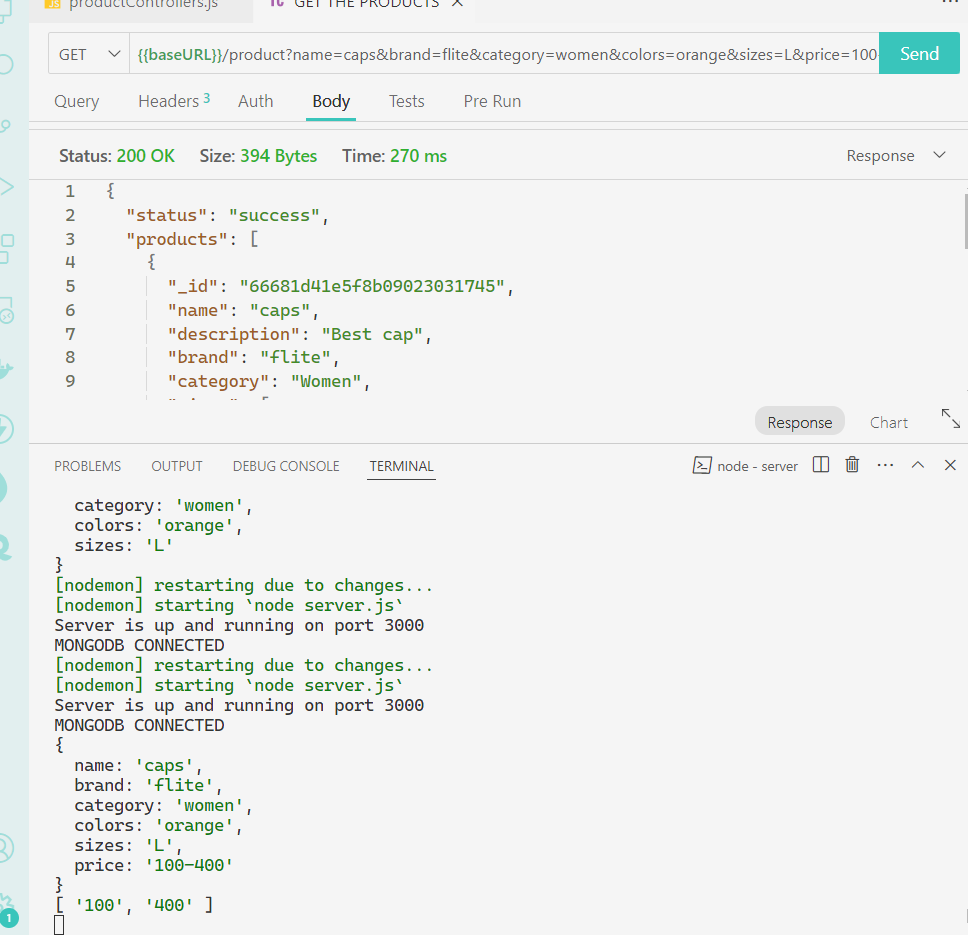 JS productControllers.js TC GET THE PRODUCTS
GET {{baseURL}}/product?name=caps&brand=flite&category=women&colors=orange&sizes=L&price=100 Send
Query Headers 3 Auth Body Tests Pre Run
Status: 200 OK Size: 394 Bytes Time: 270 ms Response
1 {
2 "status": "success",
3 "products": [
4 {
5 "_id": "66681d41e5f8b09023031745",
6 "name": "caps",
7 "description": "Best cap",
8 "brand": "flite",
9 "category": "Women",
Response Chart
PROBLEMS OUTPUT DEBUG CONSOLE TERMINAL node - server
category: 'women',
colors: 'orange',
sizes: 'L'
}
[nodemon] restarting due to changes...
[nodemon] starting `node server.js`
Server is up and running on port 3000
MONGODB CONNECTED
[nodemon] restarting due to changes...
[nodemon] starting `node server.js`
Server is up and running on port 3000
MONGODB CONNECTED
{
name: 'caps',
brand: 'flite',
category: 'women',
colors: 'orange',
sizes: 'L',
price: '100-400'
}
[ '100', '400' ]
1